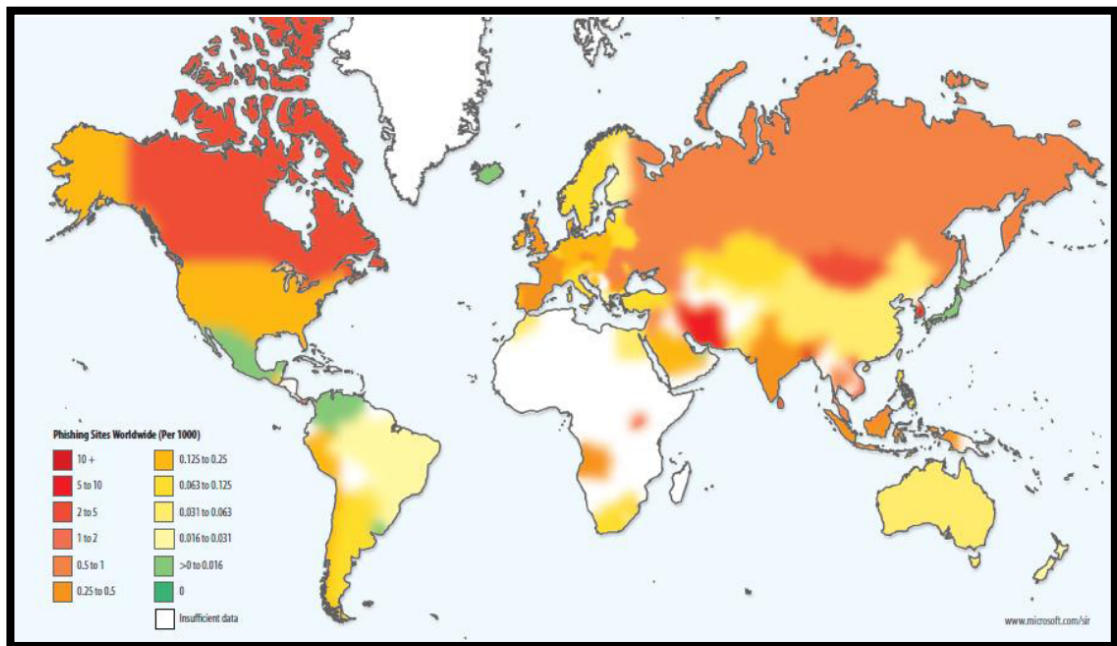 Phishing Sites Worldwide (Per 1000)
10 +
5 to 10
2 to 5
1 to 2
0.5 to 1
0.25 to 0.5
0.125 to 0.25
0.063 to 0.125
0.031 to 0.063
0.016 to 0.031
>0 to 0.016
0
Insufficient data
www.microsoft.com/sir